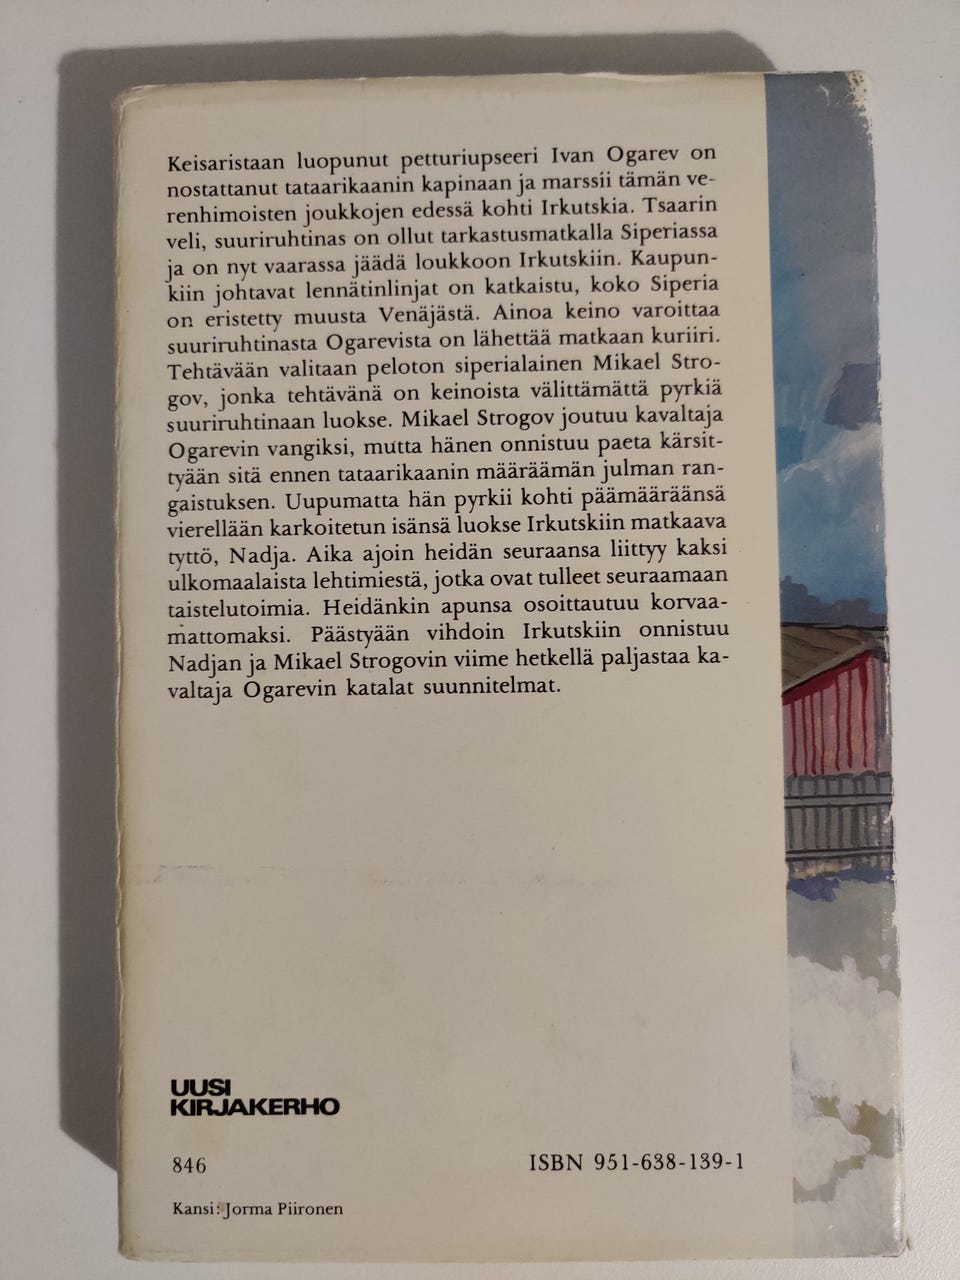 Keisaristaan luopunut petturiupseeri Ivan Ogarev on
nostattanut tataarikaanin kapinaan ja marssii tämän ve-
renhimoisten joukkojen edessä kohti Irkutskia. Tsaarin
veli, suuriruhtinas on ollut tarkastusmatkalla Siperiassa
ja on nyt vaarassa jäädä loukkoon Irkutskiin. Kaupun-
kiin johtavat lennätinlinjat on katkaistu, koko Siperia
on eristetty muusta Venäjästä. Ainoa keino varoittaa
suuriruhtinasta Ogarevista on lähettää matkaan kuriiri.
Tehtävään valitaan peloton siperialainen Mikael Stro-
gov, jonka tehtävänä on keinoista välittämättä pyrkiä
suuriruhtinaan luokse. Mikael Strogov joutuu kavaltaja
Ogarevin vangiksi, mutta hänen onnistuu paeta kärsit-
tyään sitä ennen tataarikaanin määräämän julman ran-
gaistuksen. Uupumatta hän pyrkii kohti päämääräänsä
vierellään karkoitetun isänsä luokse Irkutskiin matkaava
tyttö, Nadja. Aika ajoin heidän seuraansa liittyy kaksi
ulkomaalaista lehtimiestä, jotka ovat tulleet seuraamaan
taistelutoimia. Heidänkin apunsa osoittautuu korvaa-
mattomaksi. Päästyään vihdoin Irkutskiin onnistuu
Nadjan ja Mikael Strogovin viime hetkellä paljastaa ka-
valtaja Ogarevin katalat suunnitelmat.
UUSI
KIRJAKERHO
846
ISBN 951-638-139-1
Kansi: Jorma Piironen